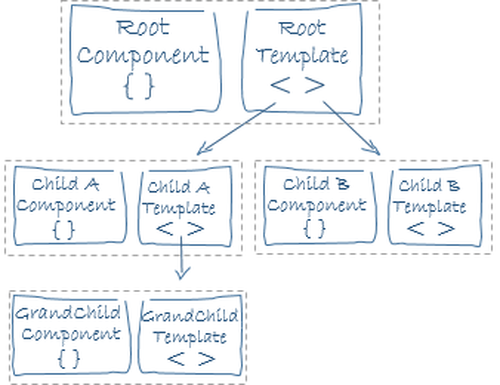 Root
Component
{ }
Root
Template
< >
Child A
Component
{ }
Child A
Template
< >
Child B
Component
{ }
Child B
Template
< >
GrandChild
Component
{ }
GrandChild
Template
< >